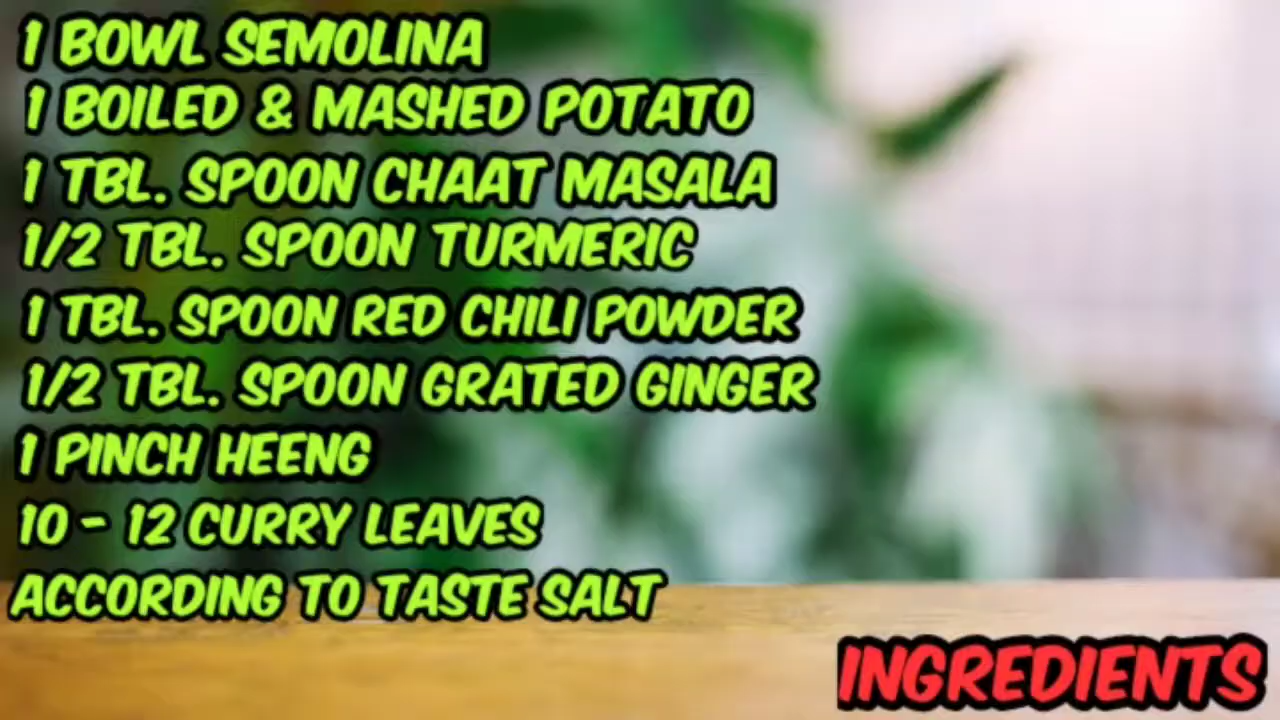 1 BOWL SEMOLINA
1 BOILED & MASHED POTATO
1 TBL. SPOON CHAAT MASALA
1/2 TBL. SPOON TURMERIC
1 TBL. SPOON RED CHILI POWDER
1/2 TBL. SPOON GRATED GINGER
1 PINCH HEENG
10 - 12 CURRY LEAVES
ACCORDING TO TASTE SALT
INGREDIENTS